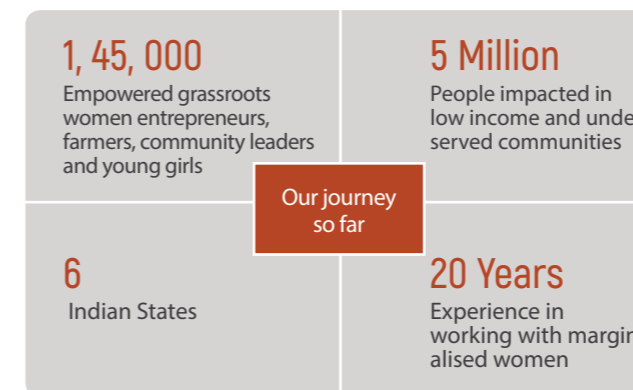 1, 45, 000
Empowered grassroots
women entrepreneurs,
farmers, community leaders
and young girls
5 Million
People impacted in
low income and unde
served communities
Our journey
so far
6
Indian States
20 Years
Experience in
working with margin
alised women